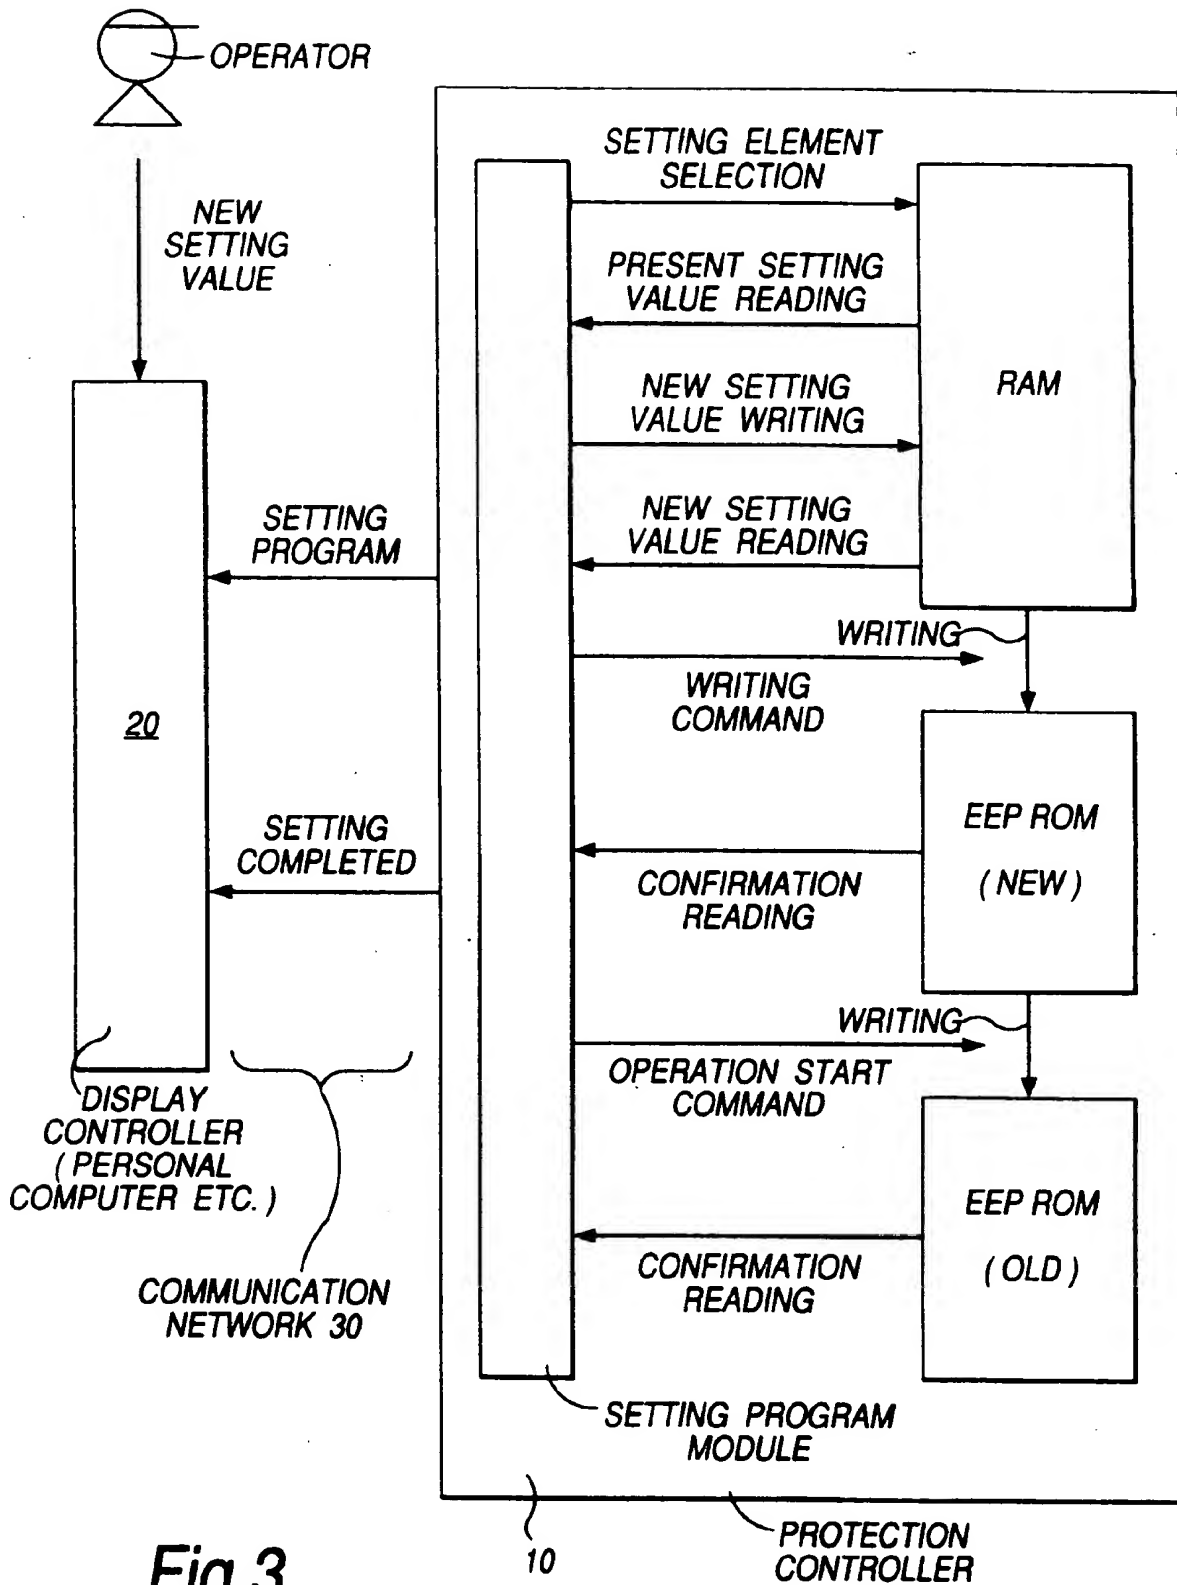 OPERATOR
NEW
SETTING
VALUE
SETTING ELEMENT
SELECTION
PRESENT SETTING
VALUE READING
RAM
NEW SETTING
VALUE WRITING
NEW SETTING
VALUE READING
SETTING
PROGRAM
WRITING
WRITING
COMMAND
20
EEP ROM
(NEW)
SETTING
COMPLETED
CONFIRMATION
READING
WRITING
OPERATION START
COMMAND
DISPLAY
CONTROLLER
(PERSONAL
COMPUTER ETC.)
EEP ROM
(OLD)
CONFIRMATION
READING
COMMUNICATION
NETWORK 30
SETTING PROGRAM
MODULE
10
PROTECTION
CONTROLLER
Fig.3